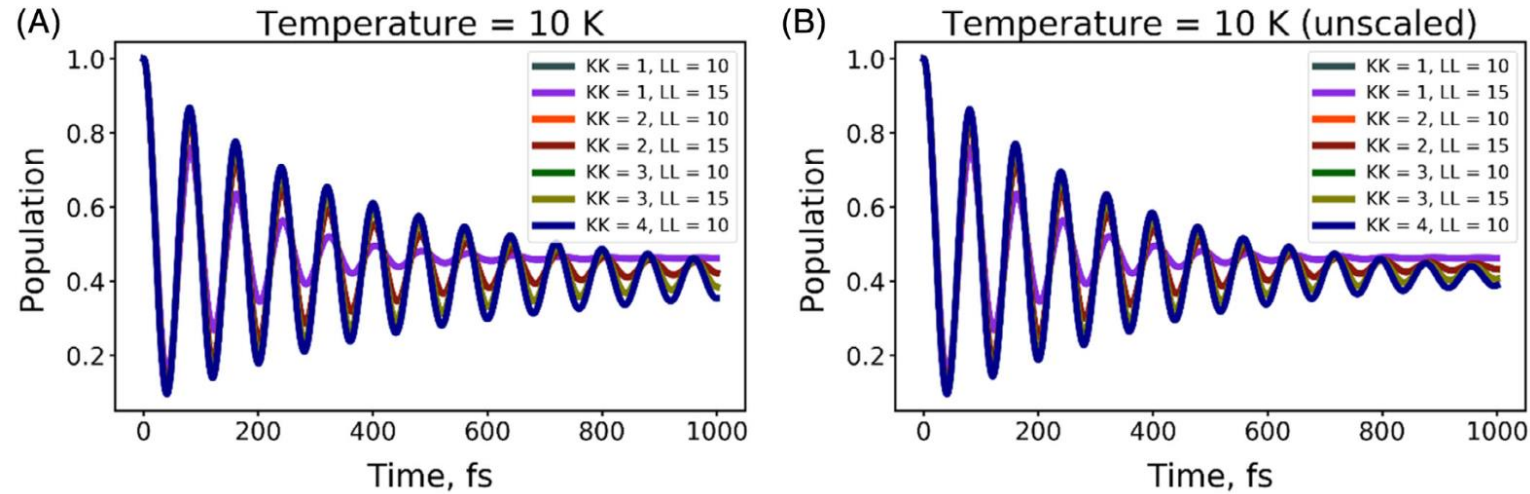 (A)
Temperature = 10 K
1.0
0.8
0.6
0.4
0.2
Population
KK = 1, LL = 10
KK = 1, LL = 15
KK = 2, LL = 10
KK = 2, LL = 15
KK = 3, LL = 10
KK = 3, LL = 15
KK = 4, LL = 10
0 200 400 600 800 1000
Time, fs
(B)
Temperature = 10 K (unscaled)
1.0
0.8
0.6
0.4
0.2
Population
KK = 1, LL = 10
KK = 1, LL = 15
KK = 2, LL = 10
KK = 2, LL = 15
KK = 3, LL = 10
KK = 3, LL = 15
KK = 4, LL = 10
0 200 400 600 800 1000
Time, fs